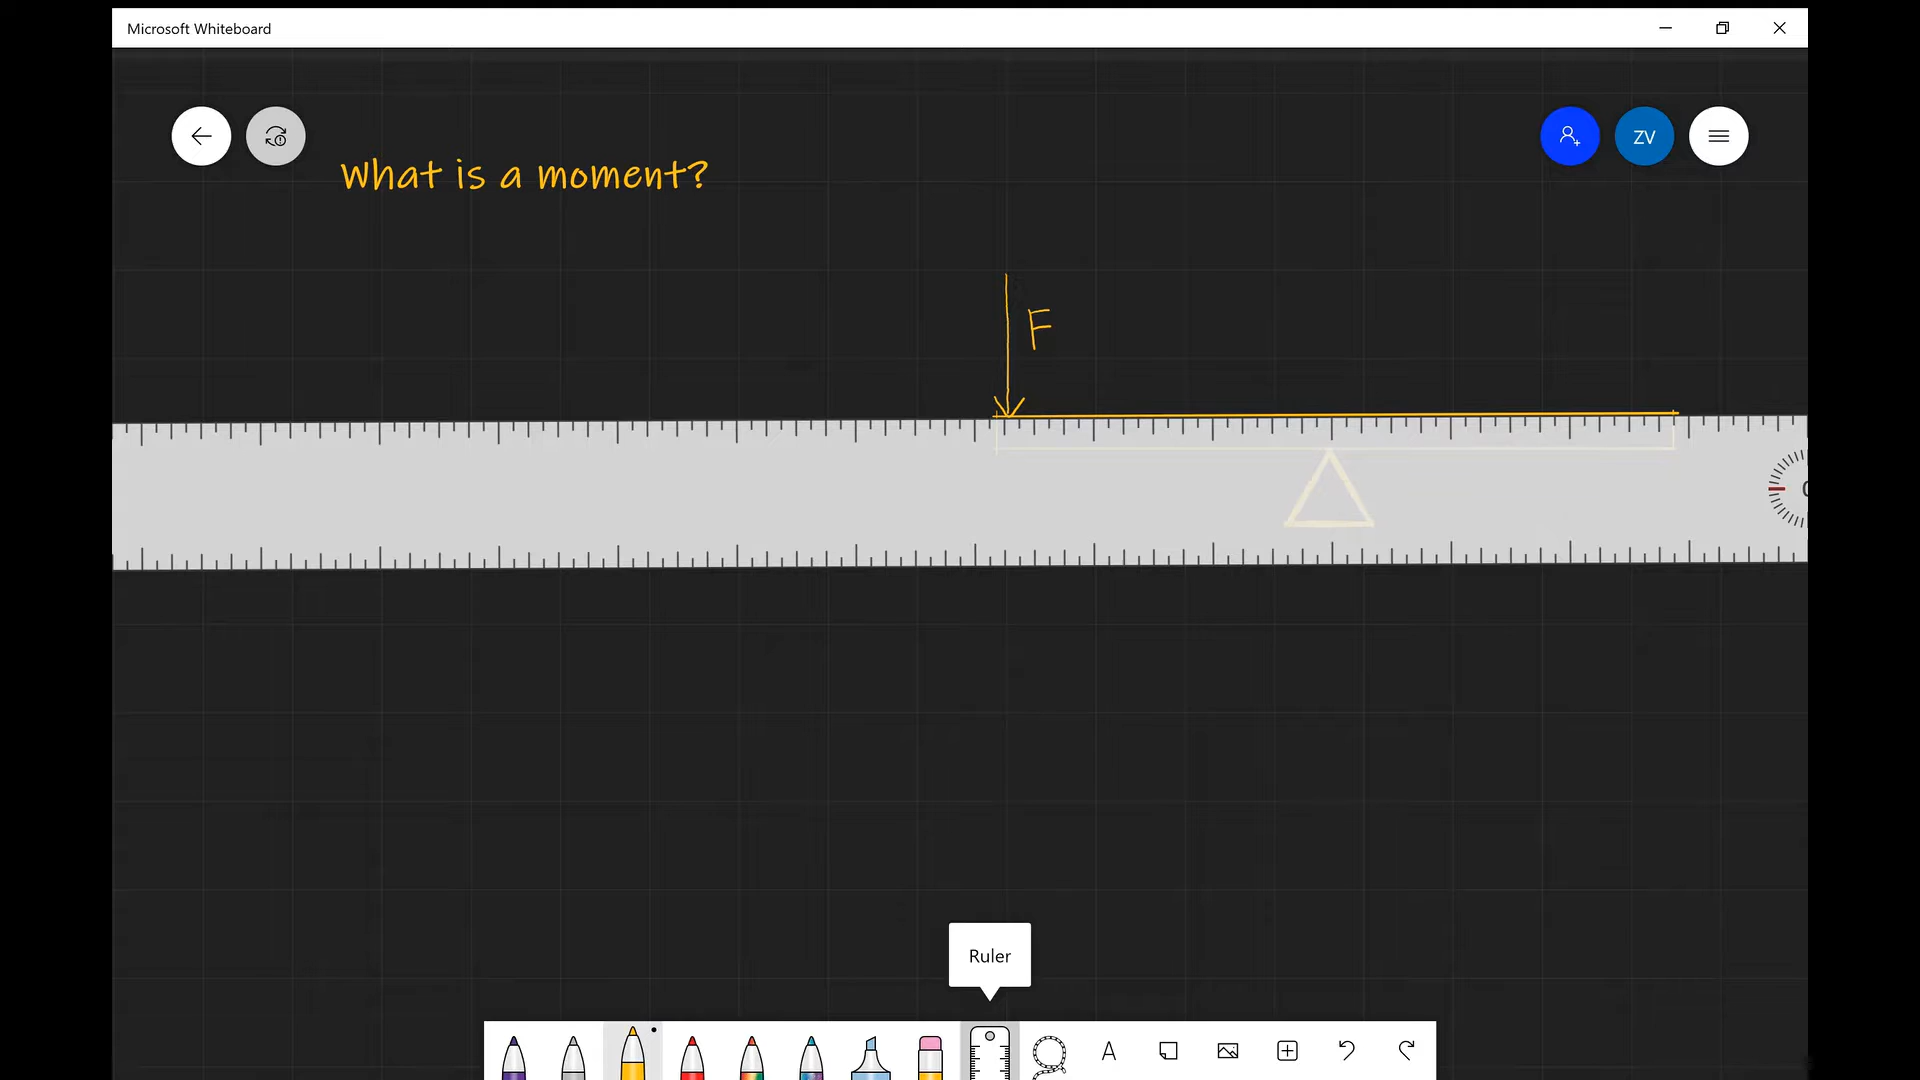 Microsoft Whiteboard
ZV
What is a moment?
F
Ruler
A